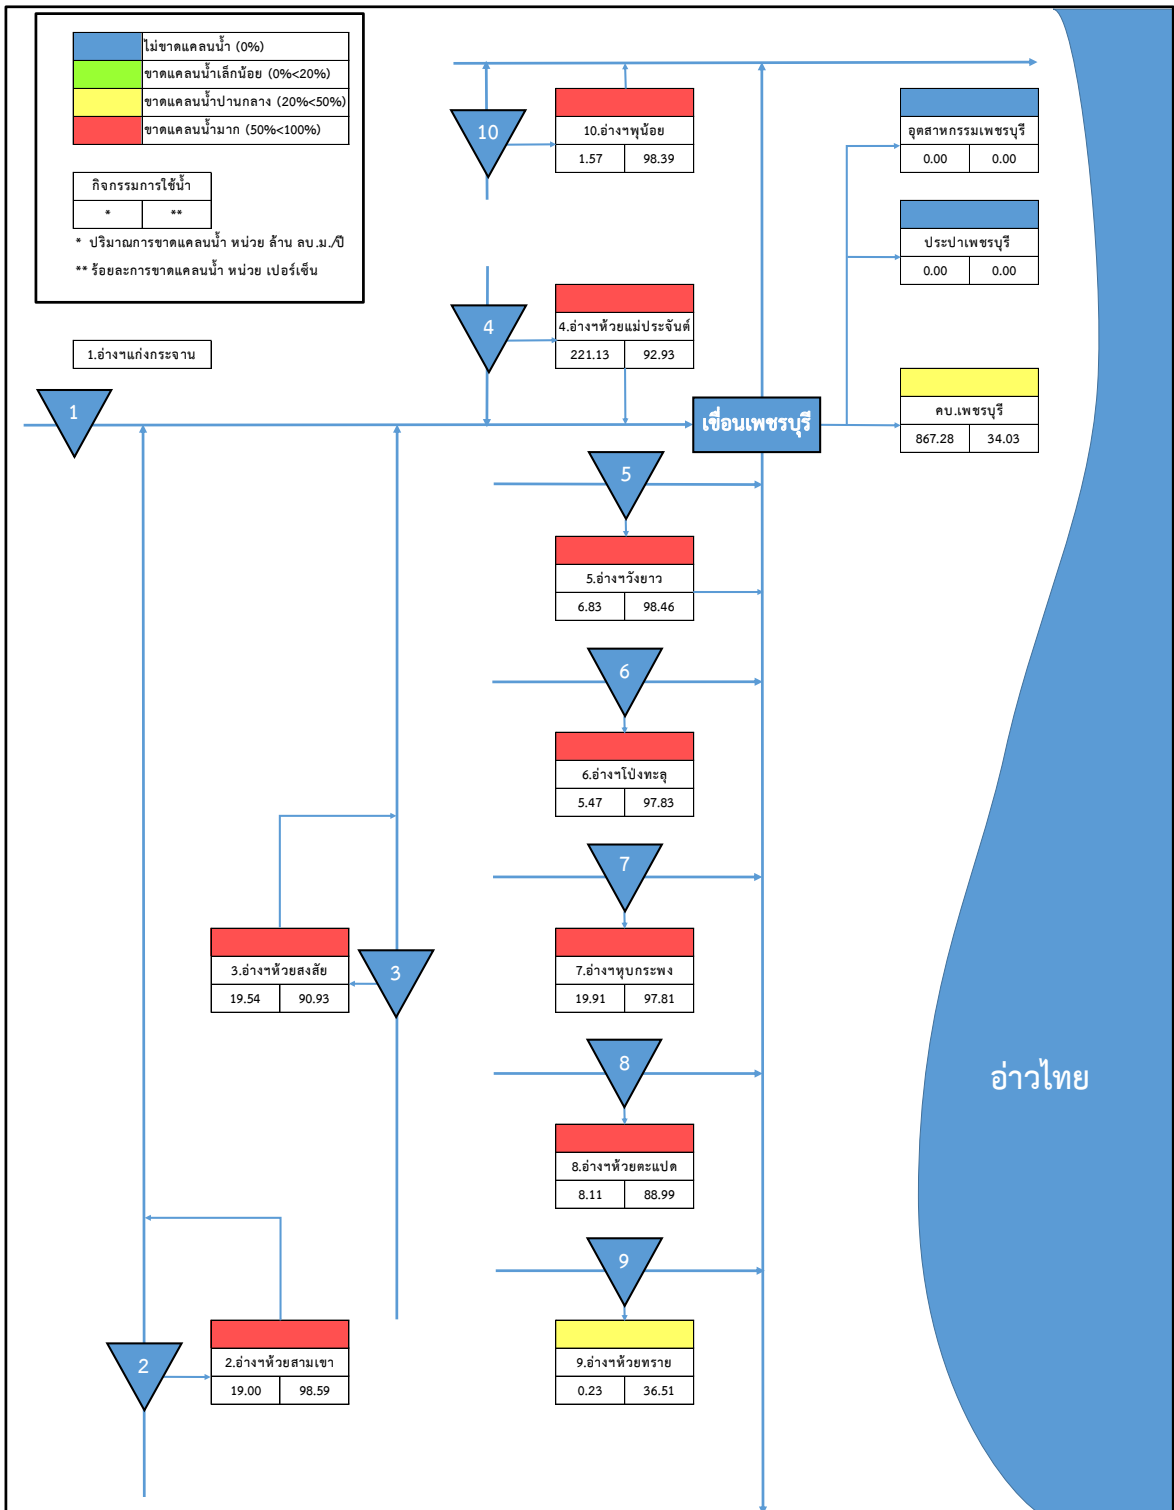 ไม่ขาดแคลนน้ำ (0%)
ขาดแคลนน้ำเล็กน้อย (0%<20%)
ขาดแคลนน้ำปานกลาง (20%<50%)
ขาดแคลนน้ำมาก (50%<100%)
กิจกรรมการใช้น้ำ
* **
* ปริมาณการขาดแคลนน้ำ หน่วย ล้าน ลบ.ม./ปี
** ร้อยละการขาดแคลนน้ำ หน่วย เปอร์เซ็น
10
10.อ่างฯพุน้อย
1.57 98.39
อุตสาหกรรมเพชรบุรี
0.00 0.00
ประปาเพชรบุรี
0.00 0.00
4
4.อ่างฯห้วยแม่ประจันต์
221.13 92.93
1.อ่างฯแก่งกระจาน
1
เขื่อนเพชรบุรี
คบ.เพชรบุรี
867.28 34.03
5
5.อ่างฯวังยาว
6.83 98.46
6
6.อ่างฯโป่งทะลุ
5.47 97.83
7
7.อ่างฯหุบกระพง
19.91 97.81
3.อ่างฯห้วยสงสัย
19.54 90.93
3
8
8.อ่างฯห้วยตะแปด
8.11 88.99
อ่าวไทย
9
9.อ่างฯห้วยทราย
0.23 36.51
2
2.อ่างฯห้วยสามเขา
19.00 98.59